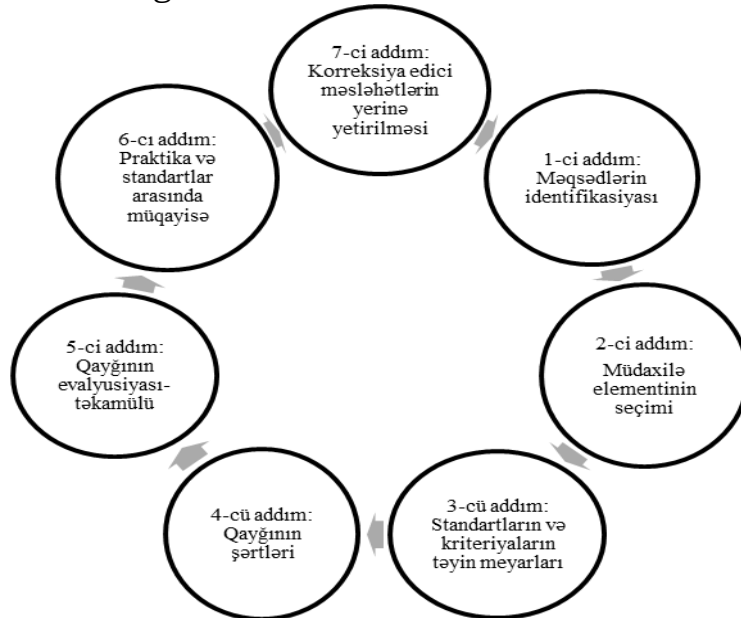 7-ci addım:
Korreksiya edici
məsləhətlərin
yerinə
yetirilməsi
1-ci addım:
Məqsədlərin
identifikasiyası
2-ci addım:
Müdaxilə
elementinin
seçimi
3-cü addım:
Standartların və
kriteriyaların
təyin meyarları
4-cü addım:
Qayğının
şərtləri
5-ci addım:
Qayğının
evalyusiyası-
təkamülü
6-cı addım:
Praktika və
standartlar
arasında
müqayisə